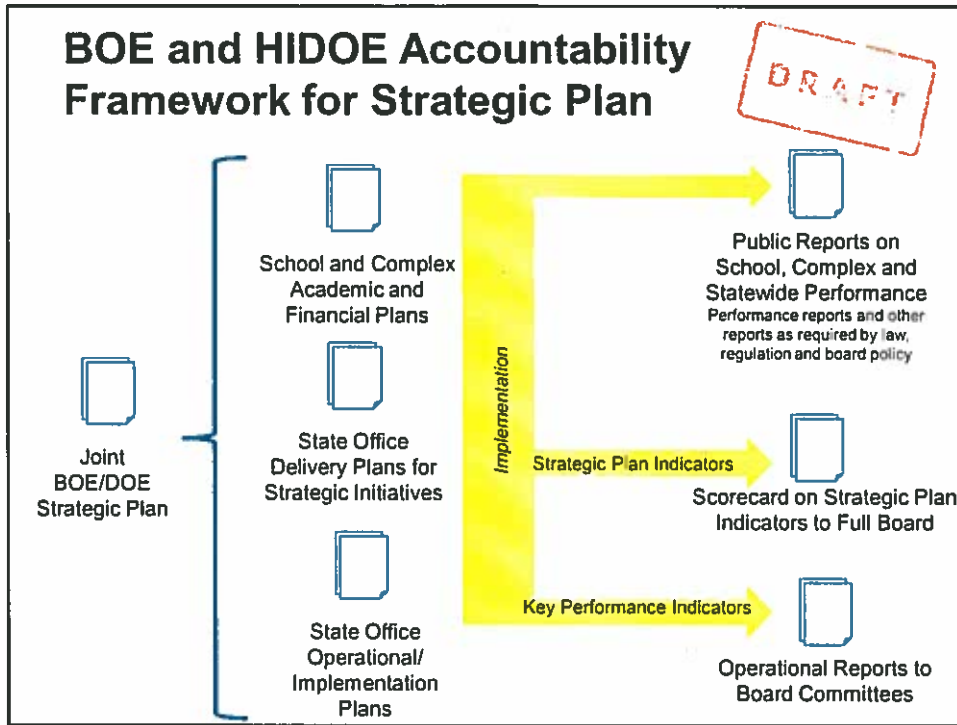 BOE and HIDOE Accountability
Framework for Strategic Plan
DRAFT
Joint
BOE/DOE
Strategic Plan
School and Complex
Academic and
Financial Plans
State Office
Delivery Plans for
Strategic Initiatives
State Office
Operational/
Implementation
Plans
Implementation
Strategic Plan Indicators
Key Performance Indicators
Public Reports on
School, Complex and
Statewide Performance
Performance reports and other
reports as required by law,
regulation and board policy
Scorecard on Strategic Plan
Indicators to Full Board
Operational Reports to
Board Committees